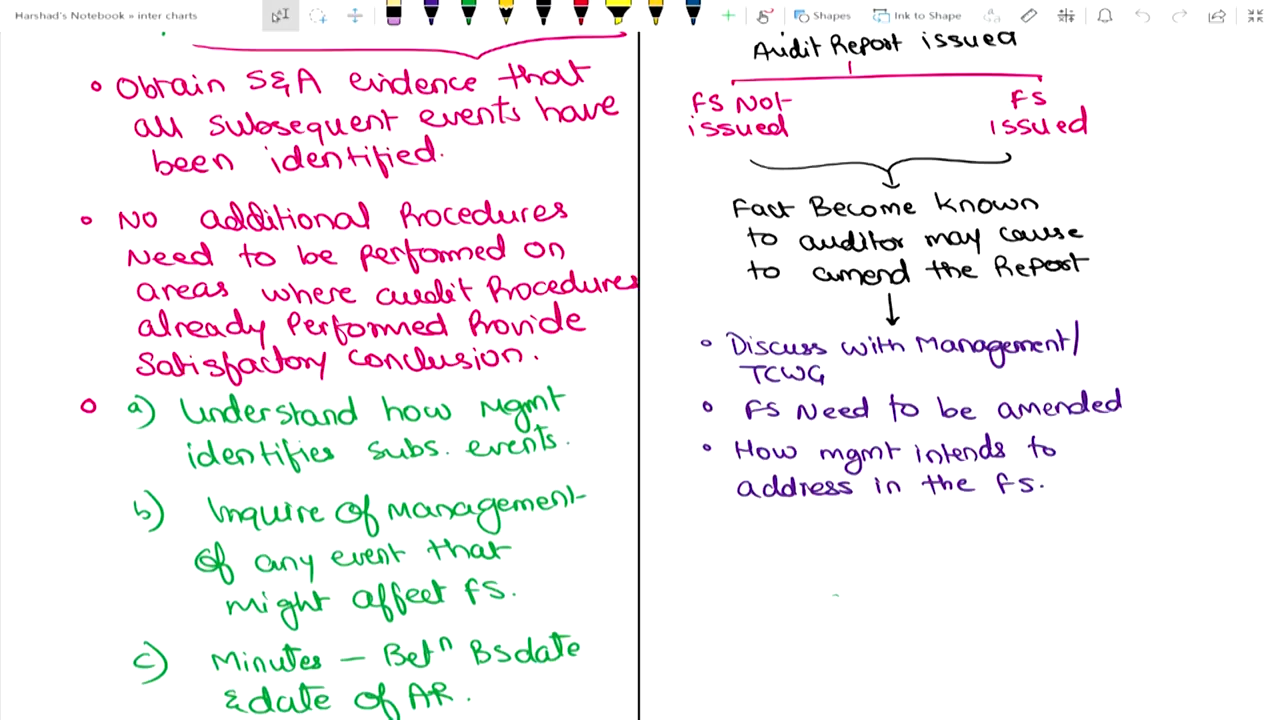 Harshad's Notebook » inter charts
Shapes
Ink to Shape
• Obtain S&A evidence that
all subsequent events have
been identified.
• No additional Procedures
Need to be performed on
areas where audit Procedures
already Performed Provide
Satisfactory conclusion.
a) Understand how Mgmt
identifies subs. events.
b) Inquire of Management
of any event that
might affect FS.
c) Minutes – Betn BS date
& date of AR.
Audit Report issued
FS Not
issued
FS
issued
Fact Become known
to auditor may cause
to amend the Report
• Discuss with Management/
TCWG
• FS Need to be amended
• How mgmt intends to
address in the FS.